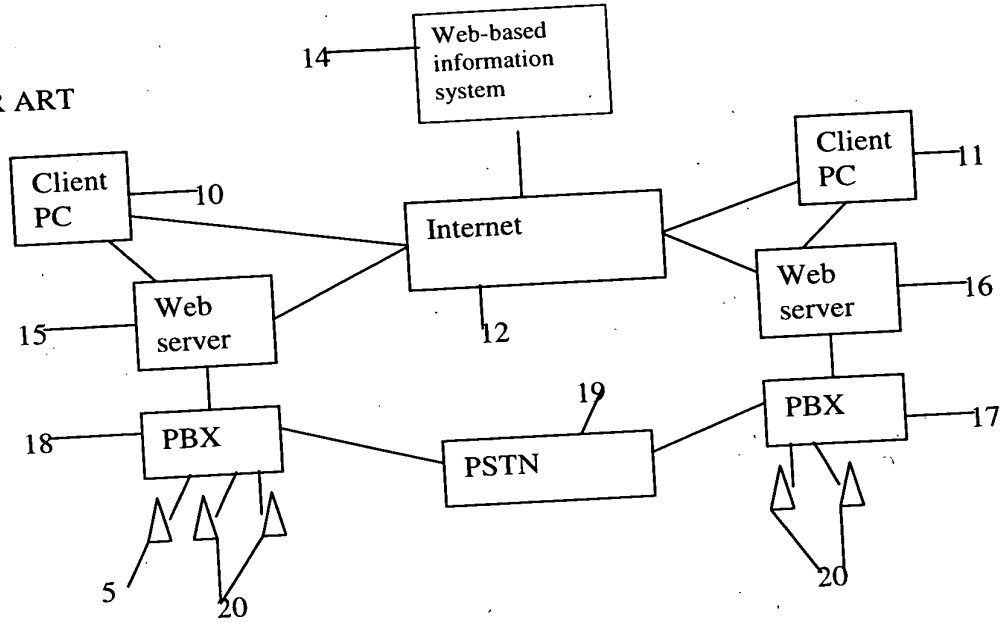 Web-based
information
system
14
ART
Client
PC
10
Client
PC
11
Internet
12
Web
server
15
Web
server
16
PBX
18
PSTN
19
PBX
17
5
20
20